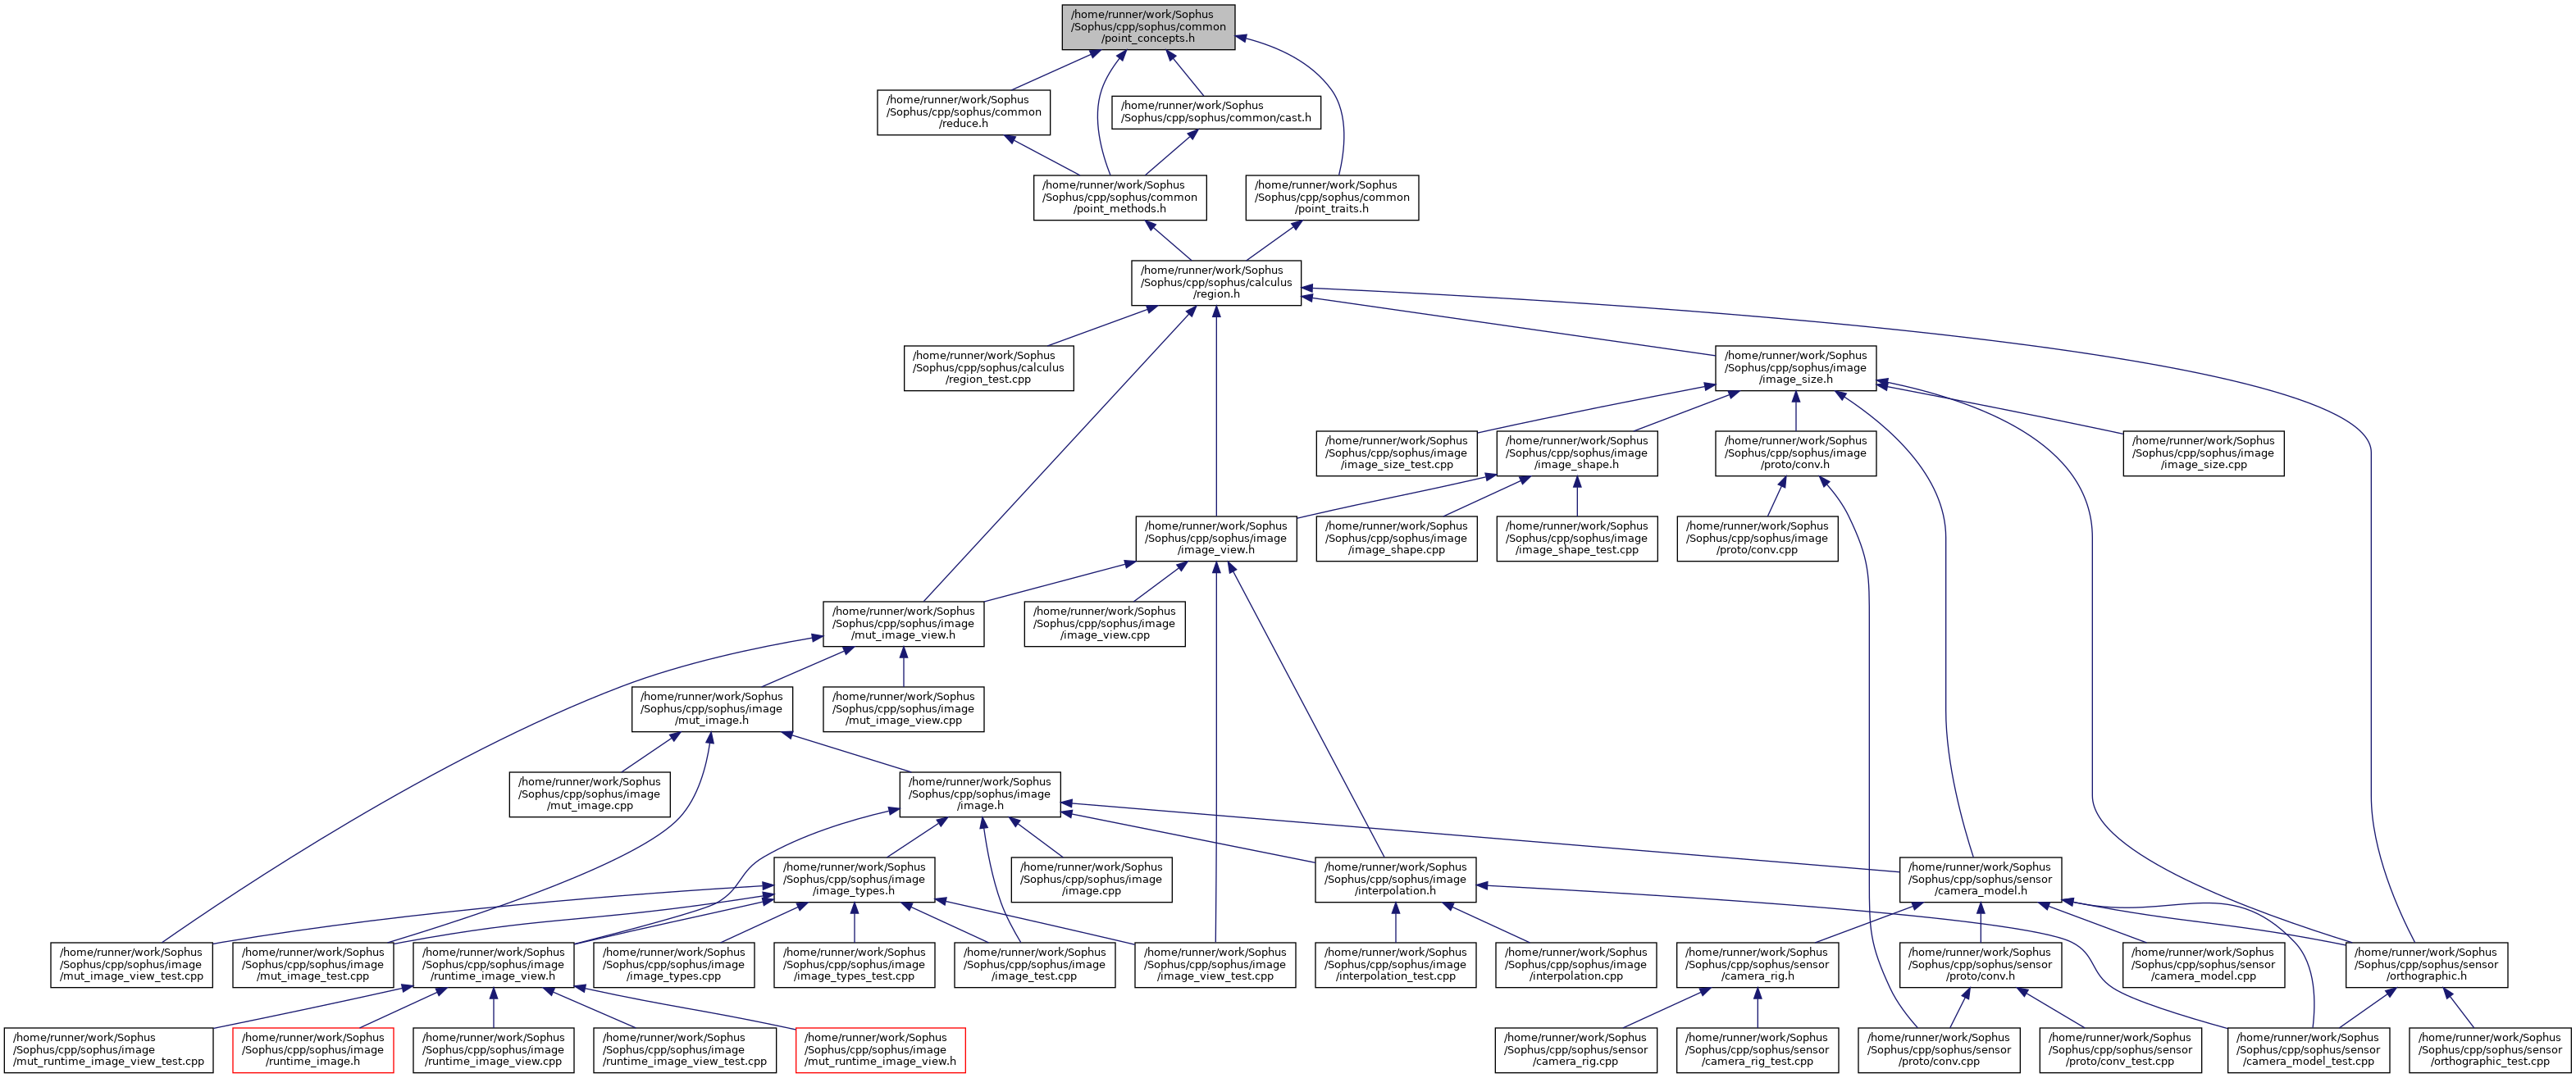 /home/runner/work/Sophus
/Sophus/cpp/sophus/common
/point_concepts.h
/home/runner/work/Sophus
/Sophus/cpp/sophus/common
/reduce.h
/home/runner/work/Sophus
/Sophus/cpp/sophus/common/cast.h
/home/runner/work/Sophus
/Sophus/cpp/sophus/common
/point_methods.h
/home/runner/work/Sophus
/Sophus/cpp/sophus/common
/point_traits.h
/home/runner/work/Sophus
/Sophus/cpp/sophus/calculus
/region.h
/home/runner/work/Sophus
/Sophus/cpp/sophus/calculus
/region_test.cpp
/home/runner/work/Sophus
/Sophus/cpp/sophus/image
/image_size.h
/home/runner/work/Sophus
/Sophus/cpp/sophus/image
/image_size_test.cpp
/home/runner/work/Sophus
/Sophus/cpp/sophus/image
/image_shape.h
/home/runner/work/Sophus
/Sophus/cpp/sophus/image
/proto/conv.h
/home/runner/work/Sophus
/Sophus/cpp/sophus/image
/image_size.cpp
/home/runner/work/Sophus
/Sophus/cpp/sophus/image
/image_view.h
/home/runner/work/Sophus
/Sophus/cpp/sophus/image
/image_shape.cpp
/home/runner/work/Sophus
/Sophus/cpp/sophus/image
/image_shape_test.cpp
/home/runner/work/Sophus
/Sophus/cpp/sophus/image
/proto/conv.cpp
/home/runner/work/Sophus
/Sophus/cpp/sophus/image
/mut_image_view.h
/home/runner/work/Sophus
/Sophus/cpp/sophus/image
/image_view.cpp
/home/runner/work/Sophus
/Sophus/cpp/sophus/image
/mut_image.h
/home/runner/work/Sophus
/Sophus/cpp/sophus/image
/mut_image_view.cpp
/home/runner/work/Sophus
/Sophus/cpp/sophus/image
/mut_image.cpp
/home/runner/work/Sophus
/Sophus/cpp/sophus/image
/image.h
/home/runner/work/Sophus
/Sophus/cpp/sophus/image
/image_types.h
/home/runner/work/Sophus
/Sophus/cpp/sophus/image
/image.cpp
/home/runner/work/Sophus
/Sophus/cpp/sophus/image
/interpolation.h
/home/runner/work/Sophus
/Sophus/cpp/sophus/sensor
/camera_model.h
/home/runner/work/Sophus
/Sophus/cpp/sophus/image
/mut_image_view_test.cpp
/home/runner/work/Sophus
/Sophus/cpp/sophus/image
/mut_image_test.cpp
/home/runner/work/Sophus
/Sophus/cpp/sophus/image
/runtime_image_view.h
/home/runner/work/Sophus
/Sophus/cpp/sophus/image
/image_types.cpp
/home/runner/work/Sophus
/Sophus/cpp/sophus/image
/image_types_test.cpp
/home/runner/work/Sophus
/Sophus/cpp/sophus/image
/image_test.cpp
/home/runner/work/Sophus
/Sophus/cpp/sophus/image
/image_view_test.cpp
/home/runner/work/Sophus
/Sophus/cpp/sophus/image
/interpolation_test.cpp
/home/runner/work/Sophus
/Sophus/cpp/sophus/image
/interpolation.cpp
/home/runner/work/Sophus
/Sophus/cpp/sophus/sensor
/camera_rig.h
/home/runner/work/Sophus
/Sophus/cpp/sophus/sensor
/proto/conv.h
/home/runner/work/Sophus
/Sophus/cpp/sophus/sensor
/camera_model.cpp
/home/runner/work/Sophus
/Sophus/cpp/sophus/sensor
/orthographic.h
/home/runner/work/Sophus
/Sophus/cpp/sophus/image
/mut_runtime_image_view_test.cpp
/home/runner/work/Sophus
/Sophus/cpp/sophus/image
/runtime_image.h
/home/runner/work/Sophus
/Sophus/cpp/sophus/image
/runtime_image_view.cpp
/home/runner/work/Sophus
/Sophus/cpp/sophus/image
/runtime_image_view_test.cpp
/home/runner/work/Sophus
/Sophus/cpp/sophus/image
/mut_runtime_image_view.h
/home/runner/work/Sophus
/Sophus/cpp/sophus/sensor
/camera_rig.cpp
/home/runner/work/Sophus
/Sophus/cpp/sophus/sensor
/camera_rig_test.cpp
/home/runner/work/Sophus
/Sophus/cpp/sophus/sensor
/proto/conv.cpp
/home/runner/work/Sophus
/Sophus/cpp/sophus/sensor
/proto/conv_test.cpp
/home/runner/work/Sophus
/Sophus/cpp/sophus/sensor
/camera_model_test.cpp
/home/runner/work/Sophus
/Sophus/cpp/sophus/sensor
/orthographic_test.cpp